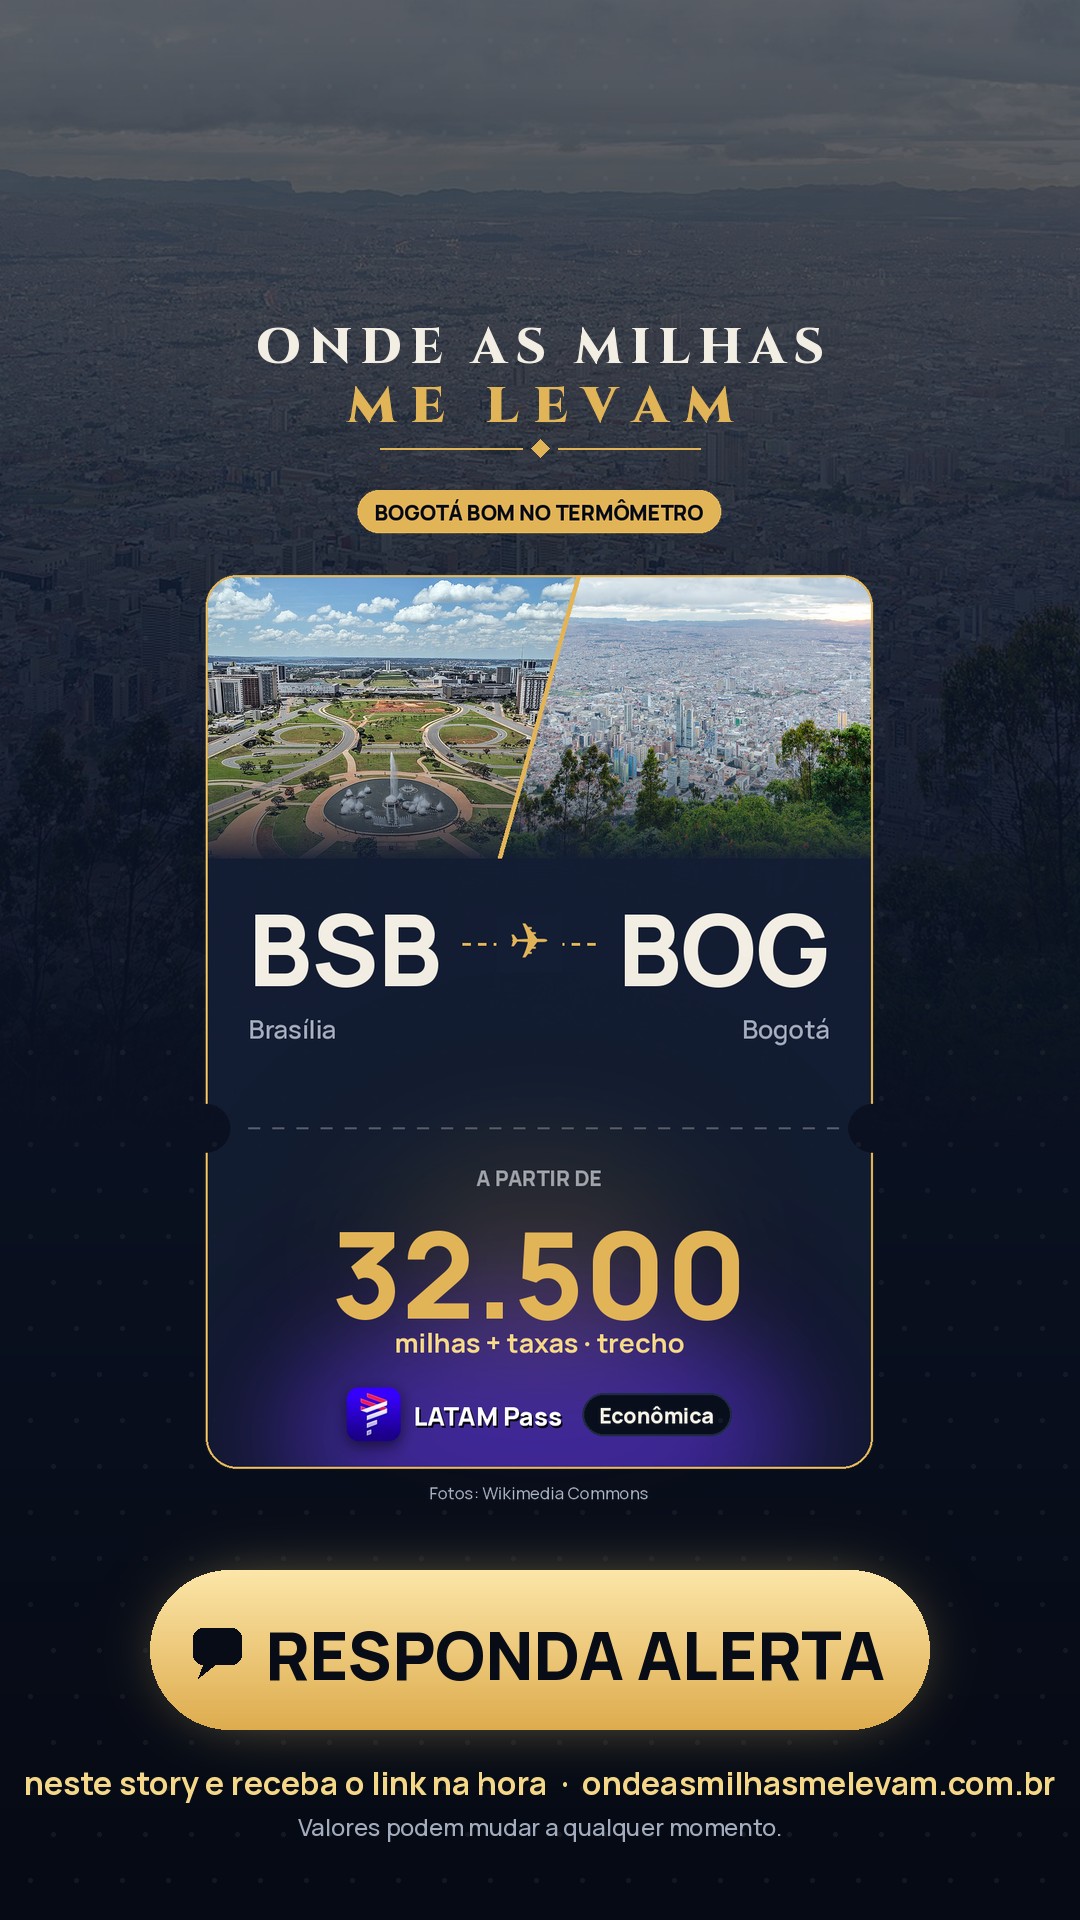 ONDE AS MILHAS
ME LEVAM
BOGOTÁ BOM NO TERMÔMETRO
BSB ✈ BOG
Brasília Bogotá
A PARTIR DE
32.500
milhas + taxas · trecho
LATAM Pass Econômica
Fotos: Wikimedia Commons
RESPONDA ALERTA
neste story e receba o link na hora · ondeasmilhasmelevam.com.br
Valores podem mudar a qualquer momento.